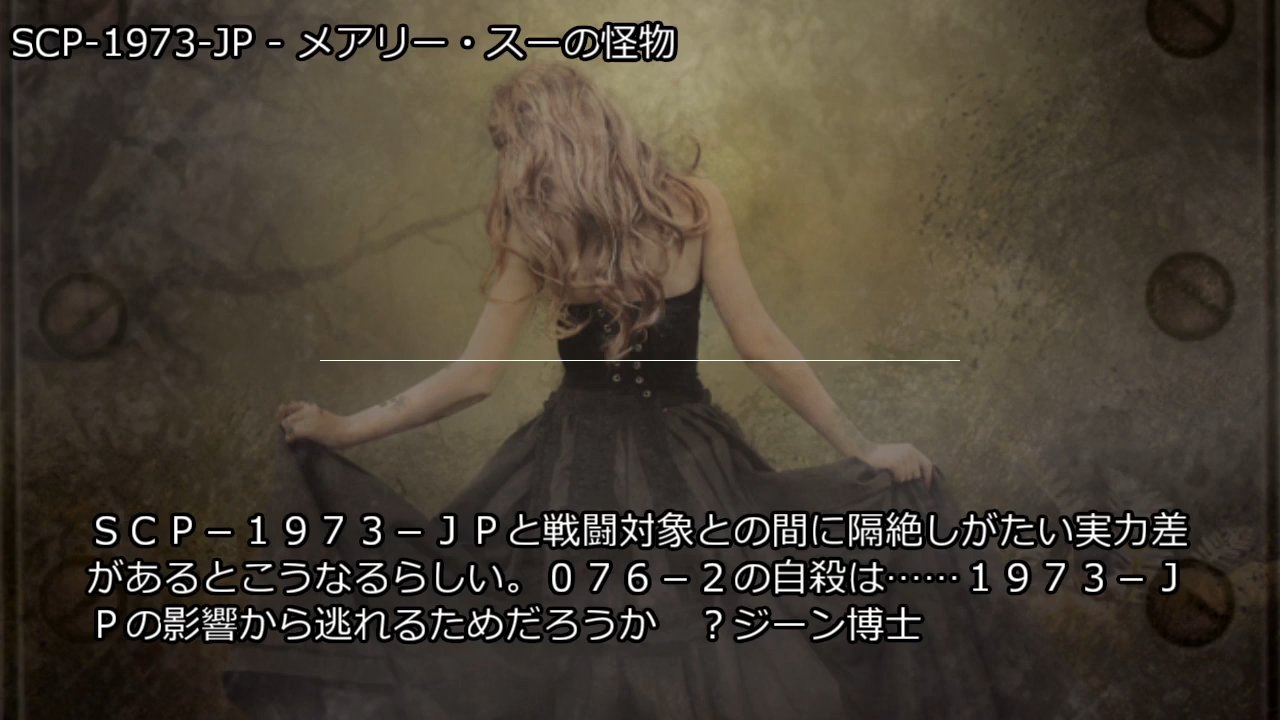 SCP-1973-JP - メアリー・スーの怪物
ＳＣＰ－１９７３－ＪＰと戦闘対象との間に隔絶しがたい実力差
があるとこうなるらしい。０７６－２の自殺は……１９７３－Ｊ
Ｐの影響から逃れるためだろうか　？ジーン博士